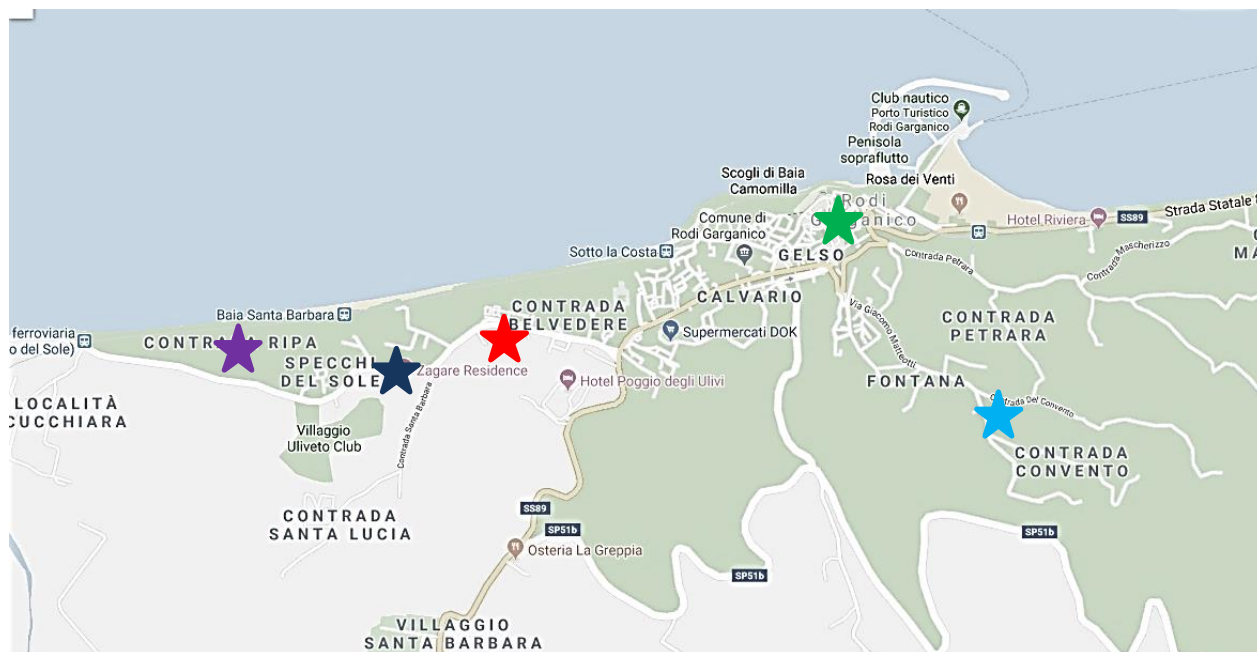 Club nautico
Porto Turistico
Rodi Garganico
Penisola
sopraflutto
Scogli di Baia
Camomilla
Rosa dei Venti
Rodi
Comune di
Rodi Garganico
Hotel Riviera
SS89
Strada Statale
Sotto la Costa
GELSO
Contrada Petrara
Contrada Mascherizzo
MA
CALVARIO
Baia Santa Barbara
CONTRADA
BELVEDERE
Via Giacomo Matteotti
CONTRADA
PETRARA
Supermercati DOK
ferroviaria
o del Sole)
RIPA
SPECCHI
DEL SOLE
Zagare Residence
Hotel Poggio degli Ulivi
FONTANA
LOCALITÀ
CUCCHIARA
Contrada Del Convento
Villaggio
Uliveto Club
Contrada Santa Barbara
CONTRADA
CONVENTO
CONTRADA
SANTA LUCIA
SS89
SP51b
SP51b
Osteria La Greppia
SP51b
VILLAGGIO
SANTA BARBARA